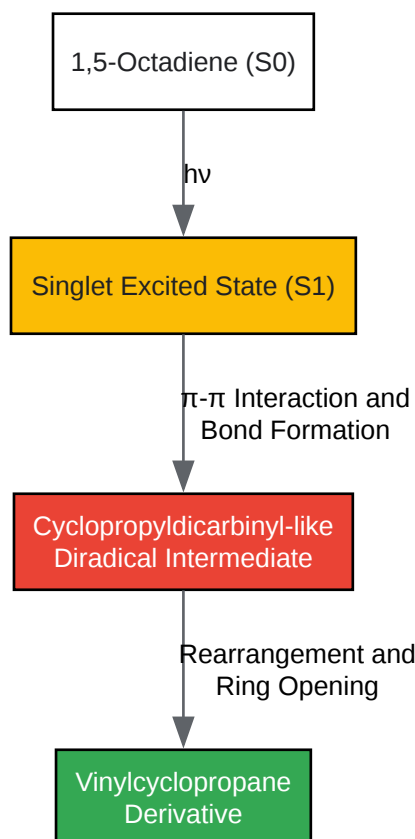 1,5-Octadiene (S0)
hν
Singlet Excited State (S1)
π-π Interaction and
Bond Formation
Cyclopropyldicarbinyl-like
Diradical Intermediate
Rearrangement and
Ring Opening
Vinylcyclopropane
Derivative